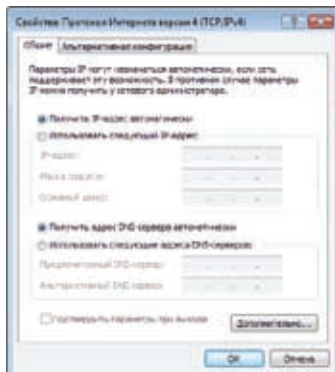 Свойства: Протокол Интернета версии 4 (TCP/IPv4)
Общие Альтернативная конфигурация
Параметры IP могут назначаться автоматически, если сеть
поддерживает эту возможность. В противном случае параметры
IP можно получить у сетевого администратора.
Получить IP-адрес автоматически
Использовать следующий IP-адрес:
IP-адрес:
Маска подсети:
Основной шлюз:
Получить адрес DNS-сервера автоматически
Использовать следующие адреса DNS-серверов:
Предпочитаемый DNS-сервер:
Альтернативный DNS-сервер:
Подтвердить параметры при выходе
Дополнительно...
ОК Отмена